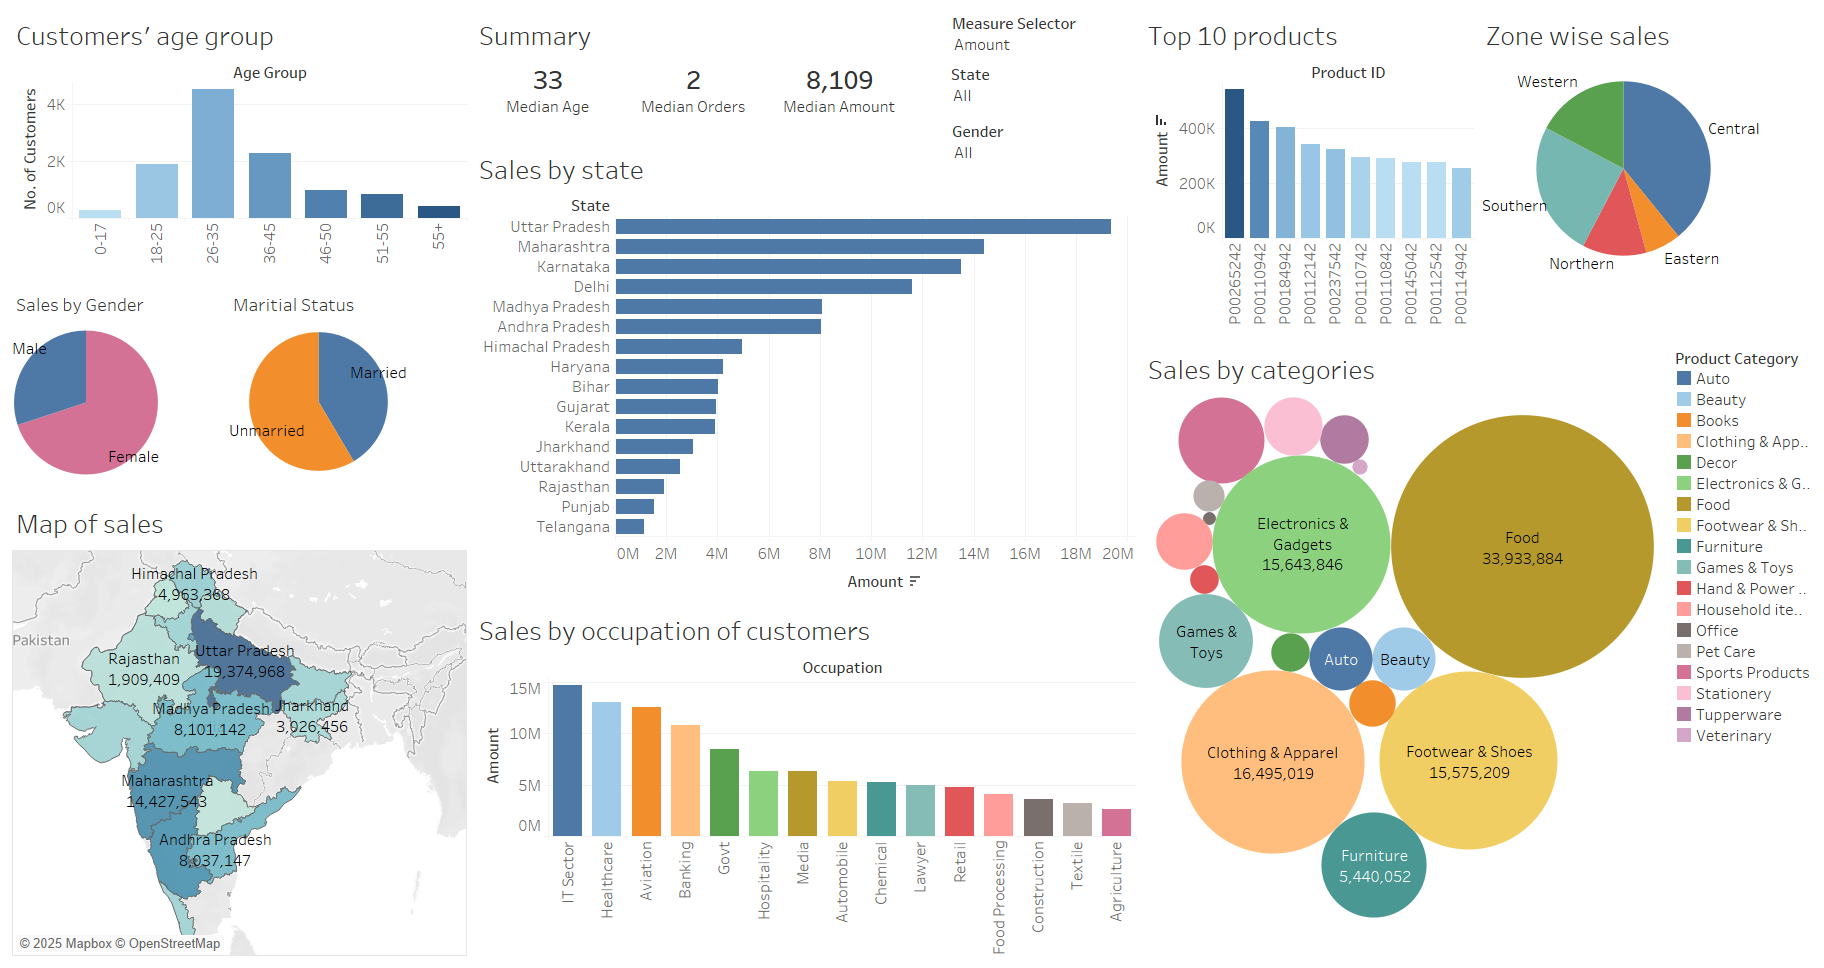 Customers’ age group
Age Group
No. of Customers
4K
2K
0K
0-17
18-25
26-35
36-45
46-50
51-55
55+
Sales by Gender
Male
Female
Maritial Status
Married
Unmarried
Map of sales
Himachal Pradesh
4,963,368
Pakistan
Uttar Pradesh
19,374,968
Rajasthan
1,909,409
Madhya Pradesh
8,101,142
Jharkhand
3,026,456
Maharashtra
14,427,543
Andhra Pradesh
8,037,147
© 2025 Mapbox © OpenStreetMap
Summary
33
Median Age
2
Median Orders
8,109
Median Amount
Measure Selector
Amount
State
All
Gender
All
Sales by state
State
Uttar Pradesh
Maharashtra
Karnataka
Delhi
Madhya Pradesh
Andhra Pradesh
Himachal Pradesh
Haryana
Bihar
Gujarat
Kerala
Jharkhand
Uttarakhand
Rajasthan
Punjab
Telangana
0M 2M 4M 6M 8M 10M 12M 14M 16M 18M 20M
Amount
Sales by occupation of customers
Occupation
Amount
15M
10M
5M
0M
IT Sector
Healthcare
Aviation
Banking
Govt
Hospitality
Media
Automobile
Chemical
Lawyer
Retail
Food Processing
Construction
Textile
Agriculture
Top 10 products
Product ID
Amount
400K
200K
0K
P00265242
P00110942
P00184942
P00112142
P00237542
P00110742
P00110842
P00145042
P00112542
P00114942
Zone wise sales
Western
Central
Southern
Northern
Eastern
Sales by categories
Electronics &
Gadgets
15,643,846
Food
33,933,884
Games &
Toys
Auto
Beauty
Clothing & Apparel
16,495,019
Footwear & Shoes
15,575,209
Furniture
5,440,052
Product Category
Auto
Beauty
Books
Clothing & App..
Decor
Electronics & G..
Food
Footwear & Sh..
Furniture
Games & Toys
Hand & Power ..
Household ite..
Office
Pet Care
Sports Products
Stationery
Tupperware
Veterinary